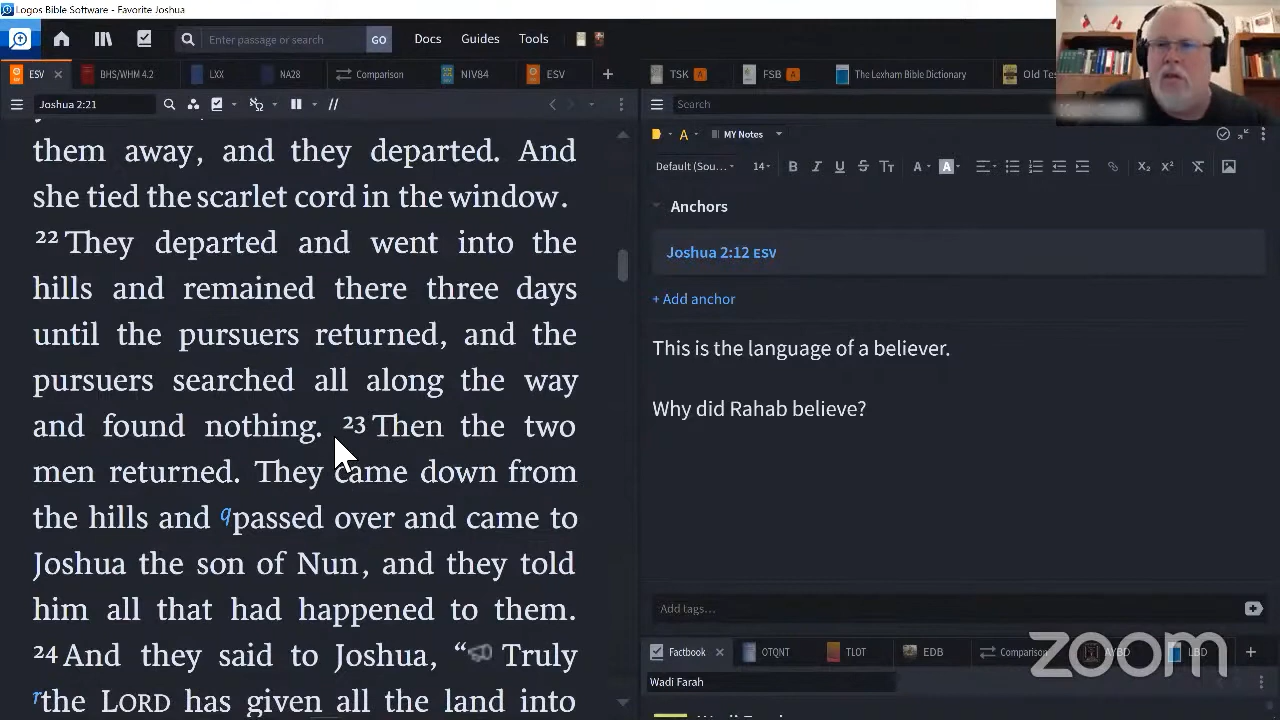 Logos Bible Software - Favorite Joshua
Enter passage or search GO Docs Guides Tools
ESV BHS/WHM 4.2 LXX NA28 Comparison NIV84 ESV
TSK A FSB A The Lexham Bible Dictionary Old Te
Joshua 2:21
Search
MY Notes
Default (Sou... 14 B I U S TT A A X₂ X²
them away, and they departed. And
she tied the scarlet cord in the window.
22 They departed and went into the
hills and remained there three days
until the pursuers returned, and the
pursuers searched all along the way
and found nothing. 23 Then the two
men returned. They came down from
the hills and q passed over and came to
Joshua the son of Nun, and they told
him all that had happened to them.
24 And they said to Joshua, “ Truly
r the LORD has given all the land into
Anchors
Joshua 2:12 ESV
+ Add anchor
This is the language of a believer.
Why did Rahab believe?
Add tags...
Factbook OTQNT TLOT EDB Comparison AYBD LBD
Wadi Farah
zoom